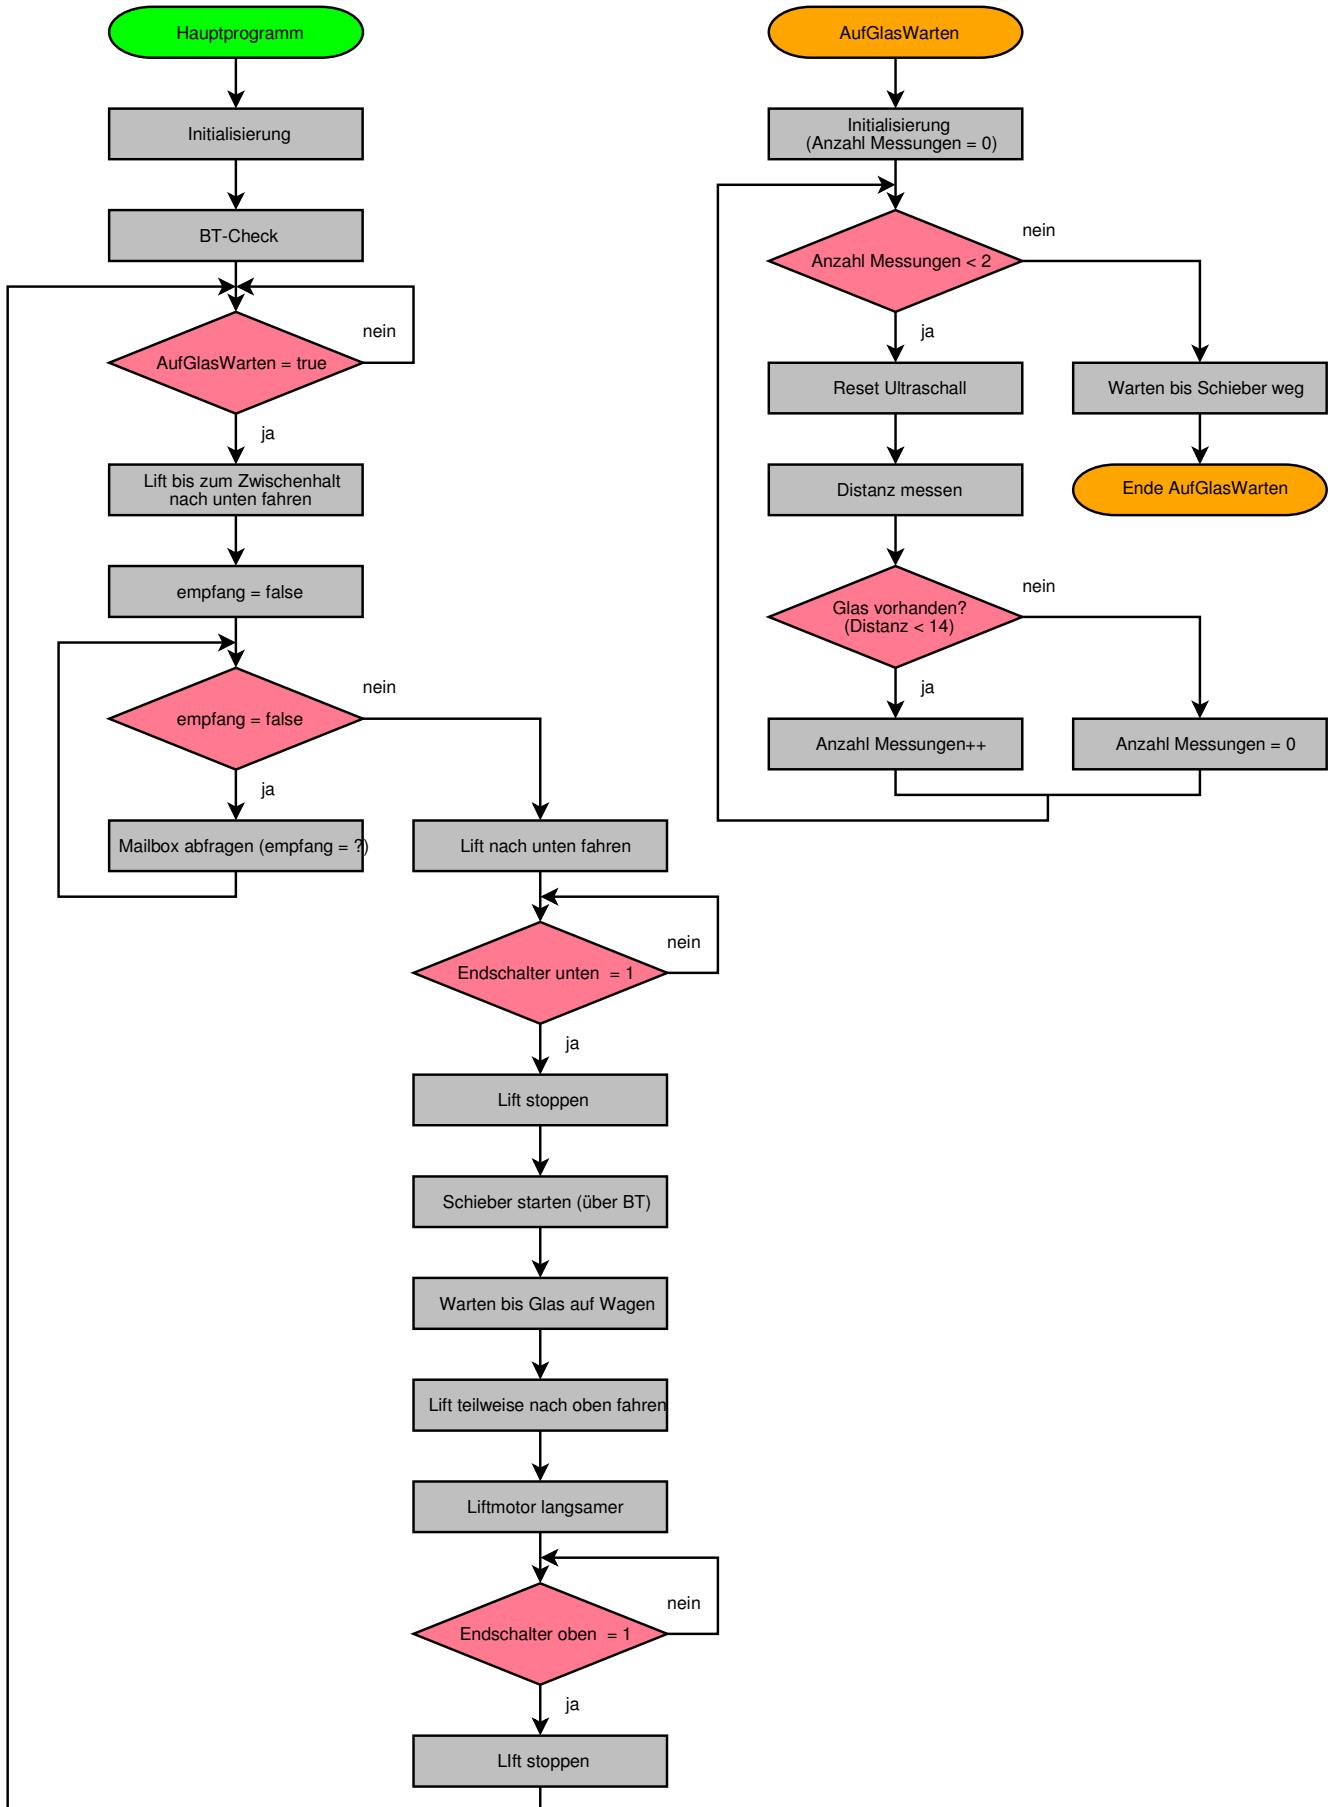 Hauptprogramm
Initialisierung
BT-Check
nein
AufGlasWarten = true
ja
Lift bis zum Zwischenhalt
nach unten fahren
empfang = false
nein
empfang = false
ja
Mailbox abfragen (empfang = ?)
Lift nach unten fahren
nein
Endschalter unten = 1
ja
Lift stoppen
Schieber starten (über BT)
Warten bis Glas auf Wagen
Lift teilweise nach oben fahren
Liftmotor langsamer
nein
Endschalter oben = 1
ja
LIft stoppen
AufGlasWarten
Initialisierung
(Anzahl Messungen = 0)
nein
Anzahl Messungen < 2
ja
Reset Ultraschall
Warten bis Schieber weg
Distanz messen
Ende AufGlasWarten
nein
Glas vorhanden?
(Distanz < 14)
ja
Anzahl Messungen++
Anzahl Messungen = 0